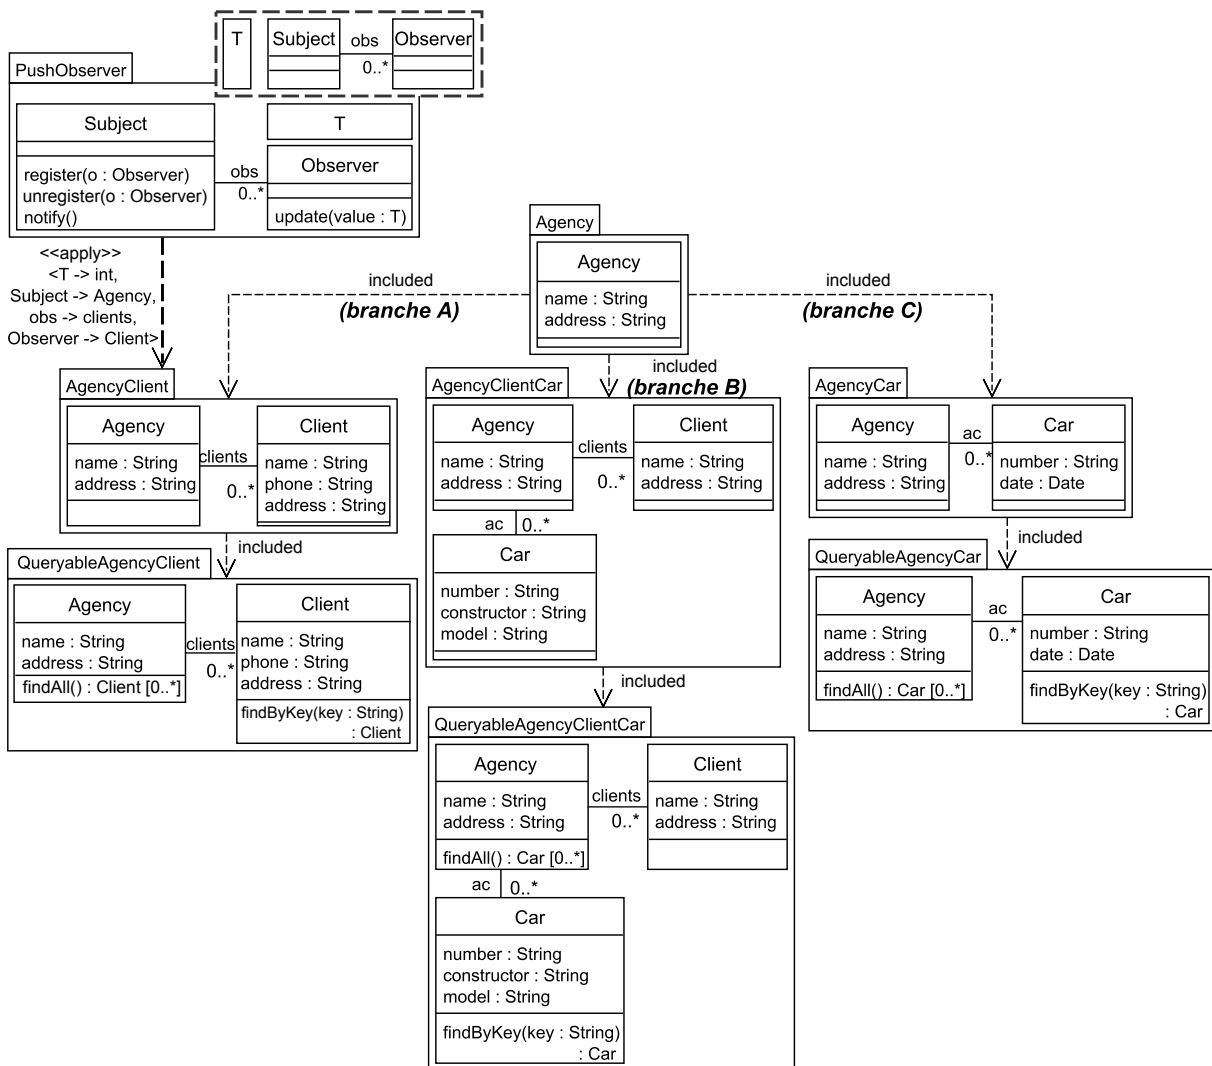 T
Subject
obs
0..*
Observer
PushObserver
Subject
register(o : Observer)
unregister(o : Observer)
notify()
obs
0..*
T
Observer
update(value : T)
<<apply>>
<T -> int,
Subject -> Agency,
obs -> clients,
Observer -> Client>
Agency
Agency
name : String
address : String
included
(branche A)
included
(branche B)
included
(branche C)
AgencyClient
Agency
name : String
address : String
clients
0..*
Client
name : String
phone : String
address : String
included
AgencyClientCar
Agency
name : String
address : String
clients
0..*
Client
name : String
address : String
ac
0..*
Car
number : String
constructor : String
model : String
included
AgencyCar
Agency
name : String
address : String
ac
0..*
Car
number : String
date : Date
included
QueryableAgencyClient
Agency
name : String
address : String
findAll() : Client [0..*]
clients
0..*
Client
name : String
phone : String
address : String
findByKey(key : String)
: Client
QueryableAgencyCar
Agency
name : String
address : String
findAll() : Car [0..*]
ac
0..*
Car
number : String
date : Date
findByKey(key : String)
: Car
QueryableAgencyClientCar
Agency
name : String
address : String
findAll() : Car [0..*]
clients
0..*
Client
name : String
address : String
ac
0..*
Car
number : String
constructor : String
model : String
findByKey(key : String)
: Car